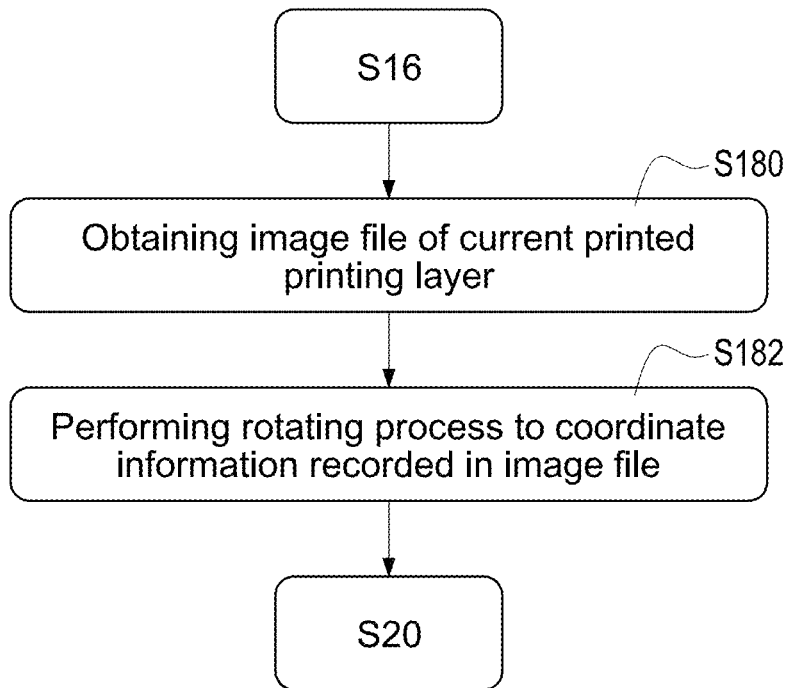 S16
S180
Obtaining image file of current printed
printing layer
S182
Performing rotating process to coordinate
information recorded in image file
S20